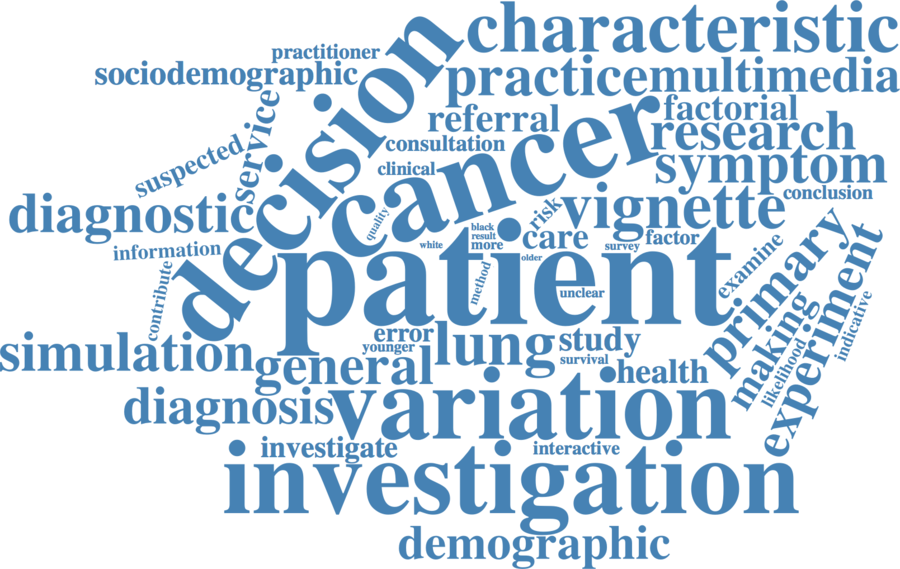 characteristic
decision
practitioner
sociodemographic
practice
multimedia
factorial
referral
research
service
consultation
cancer
suspected
symptom
clinical
diagnostic
vignette
conclusion
quality
risk
black
result
white
more
care
survey
factor
information
patient
older
examine
primary
contribute
method
unclear
experiment
making
indicative
simulation
error
younger
lung
study
survival
likelihood
general
health
diagnosis
variation
investigate
interactive
investigation
demographic